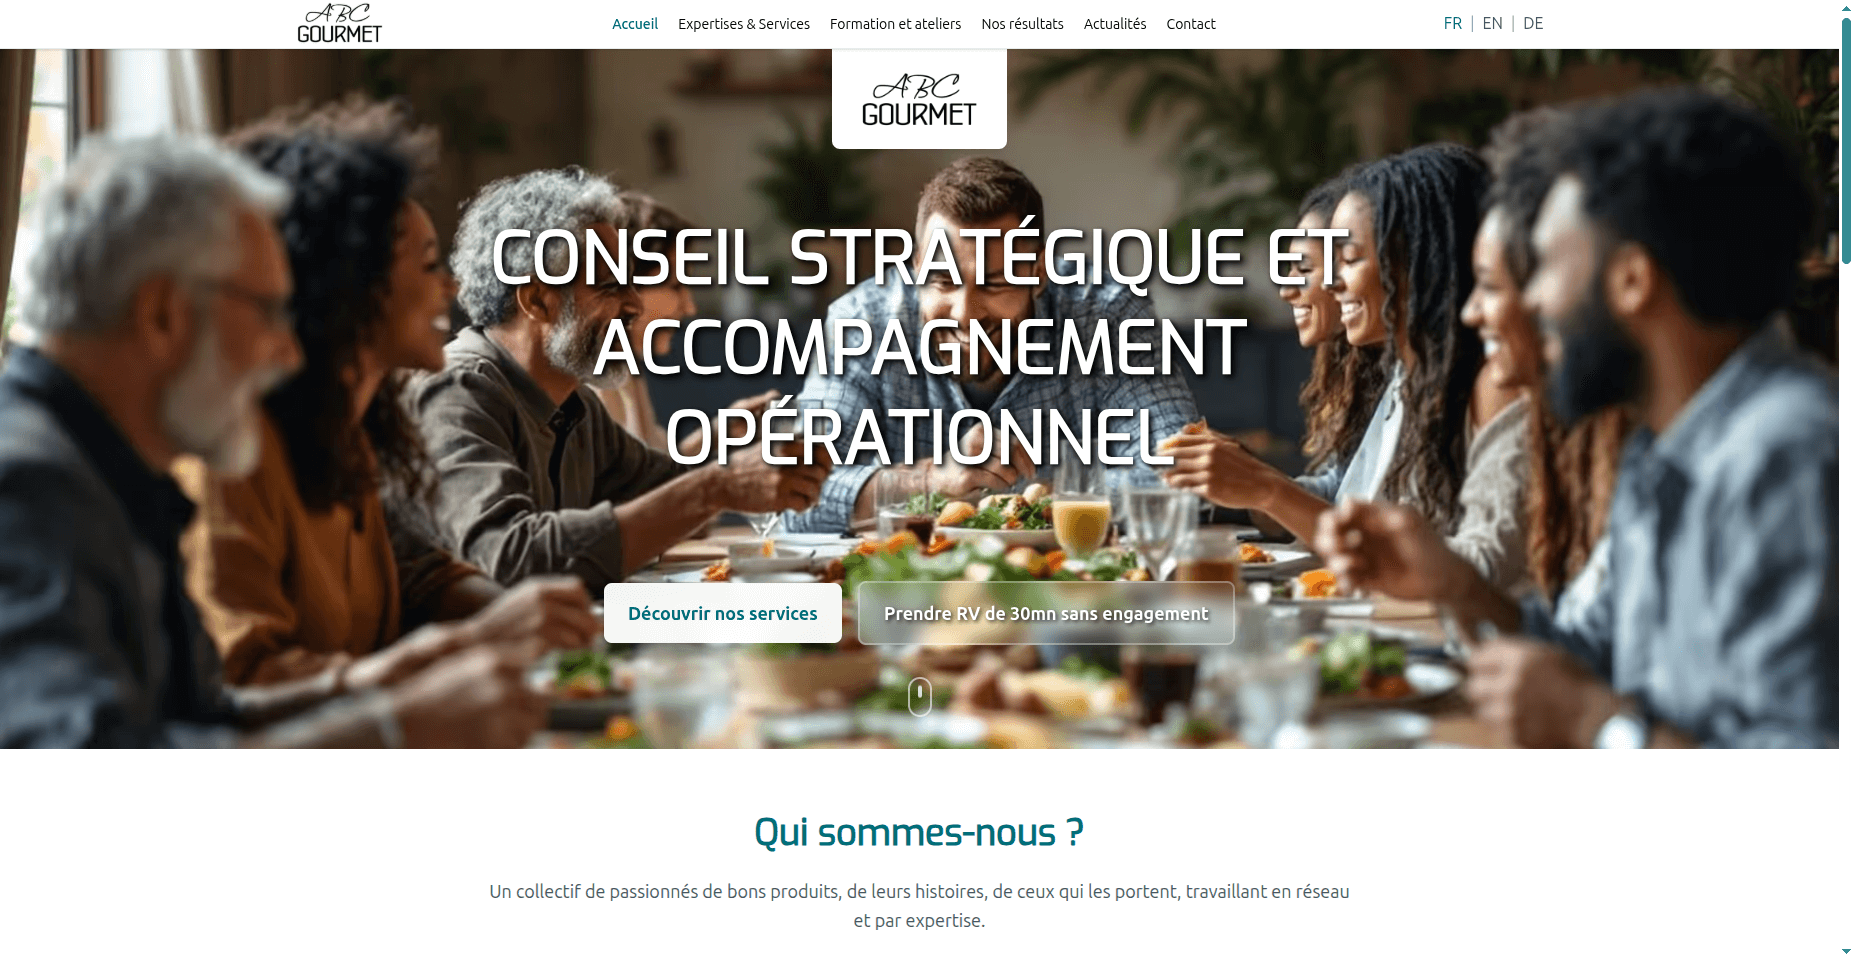 ABC
GOURMET
Accueil
Expertises & Services
Formation et ateliers
Nos résultats
Actualités
Contact
FR | EN | DE
ABC
GOURMET
CONSEIL STRATÉGIQUE ET
ACCOMPAGNEMENT
OPÉRATIONNEL
Découvrir nos services
Prendre RV de 30mn sans engagement
Qui sommes-nous ?
Un collectif de passionnés de bons produits, de leurs histoires, de ceux qui les portent, travaillant en réseau
et par expertise.